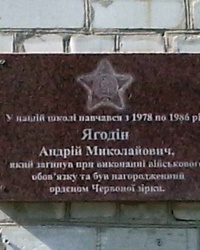 У нашій школі навчався з 1978 по 1986 рік
Ягодін
Андрій Миколайович,
який загинув при виконанні військового
обов'язку та був нагороджений
орденом Червоної зірки.